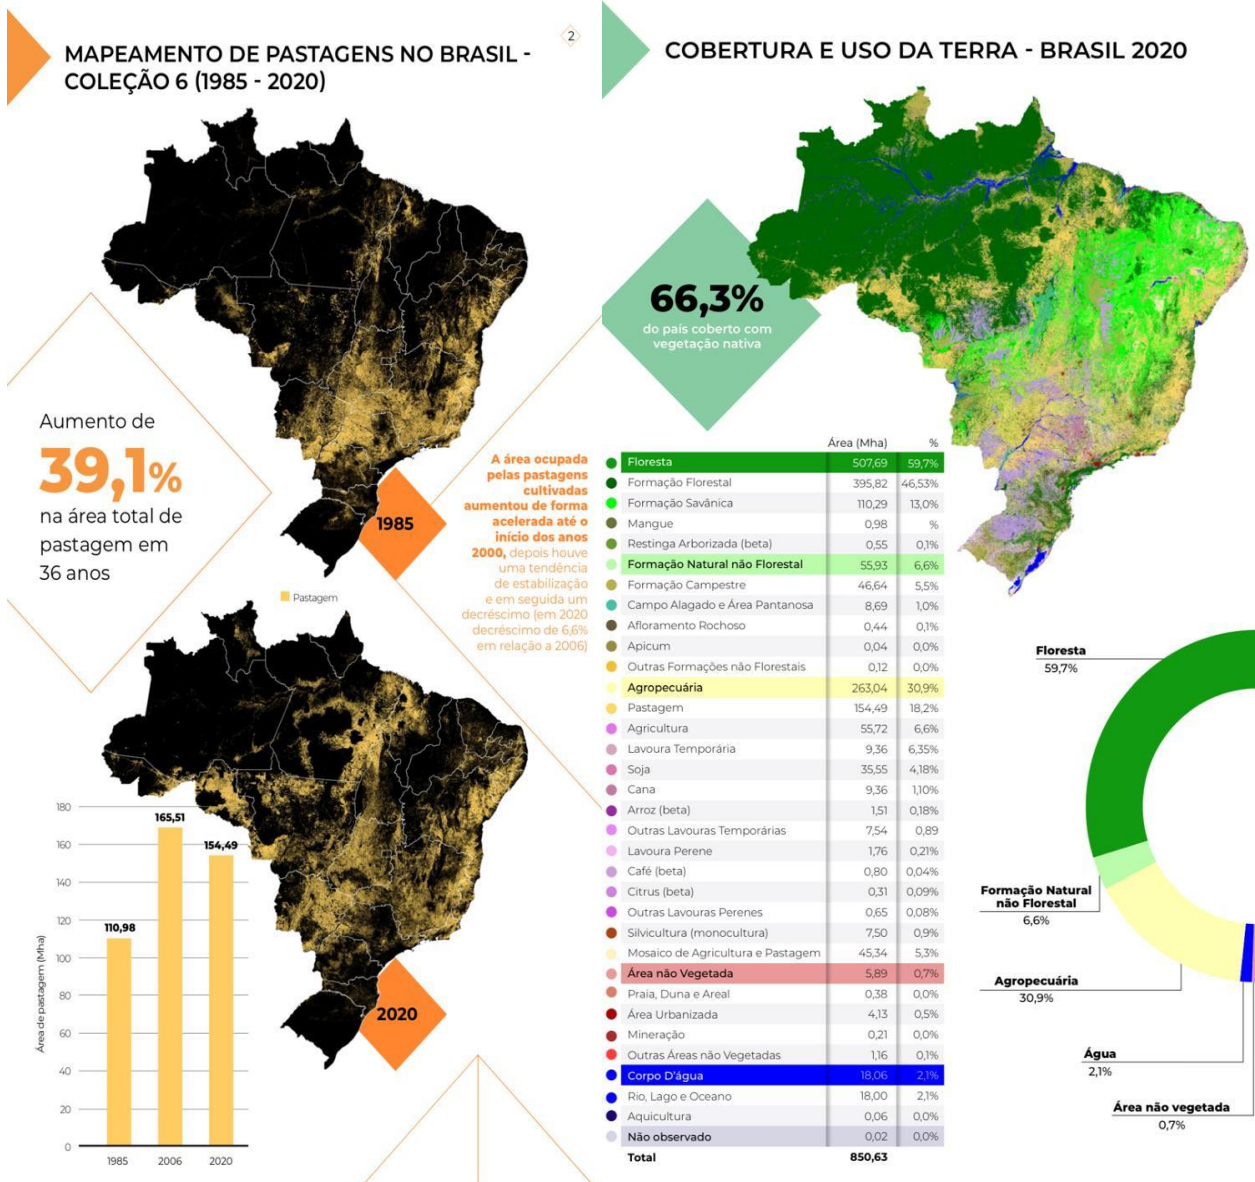 2
MAPEAMENTO DE PASTAGENS NO BRASIL -
COLEÇÃO 6 (1985 - 2020)
Aumento de
39,1%
na área total de
pastagem em
36 anos
1985
A área ocupada
pelas pastagens
cultivadas
aumentou de forma
acelerada até o
início dos anos
2000, depois houve
uma tendência
de estabilização
e em seguida um
decréscimo (em 2020
decréscimo de 6,6%
em relação a 2006)
Pastagem
2020
Área de pastagem (Mha)
180
160
140
120
100
80
60
40
20
0
110,98
165,51
154,49
1985 2006 2020
COBERTURA E USO DA TERRA - BRASIL 2020
66,3%
do país coberto com
vegetação nativa
Área (Mha) %
Floresta 507,69 59,7%
Formação Florestal 395,82 46,53%
Formação Savânica 110,29 13,0%
Mangue 0,98 %
Restinga Arborizada (beta) 0,55 0,1%
Formação Natural não Florestal 55,93 6,6%
Formação Campestre 46,64 5,5%
Campo Alagado e Área Pantanosa 8,69 1,0%
Afloramento Rochoso 0,44 0,1%
Apicum 0,04 0,0%
Outras Formações não Florestais 0,12 0,0%
Agropecuária 263,04 30,9%
Pastagem 154,49 18,2%
Agricultura 55,72 6,6%
Lavoura Temporária 9,36 6,35%
Soja 35,55 4,18%
Cana 9,36 1,10%
Arroz (beta) 1,51 0,18%
Outras Lavouras Temporárias 7,54 0,89
Lavoura Perene 1,76 0,21%
Café (beta) 0,80 0,04%
Citrus (beta) 0,31 0,09%
Outras Lavouras Perenes 0,65 0,08%
Silvicultura (monocultura) 7,50 0,9%
Mosaico de Agricultura e Pastagem 45,34 5,3%
Área não Vegetada 5,89 0,7%
Praia, Duna e Areal 0,38 0,0%
Área Urbanizada 4,13 0,5%
Mineração 0,21 0,0%
Outras Áreas não Vegetadas 1,16 0,1%
Corpo D'água 18,06 2,1%
Rio, Lago e Oceano 18,00 2,1%
Aquicultura 0,06 0,0%
Não observado 0,02 0,0%
Total 850,63
Floresta
59,7%
Formação Natural
não Florestal
6,6%
Agropecuária
30,9%
Água
2,1%
Área não vegetada
0,7%